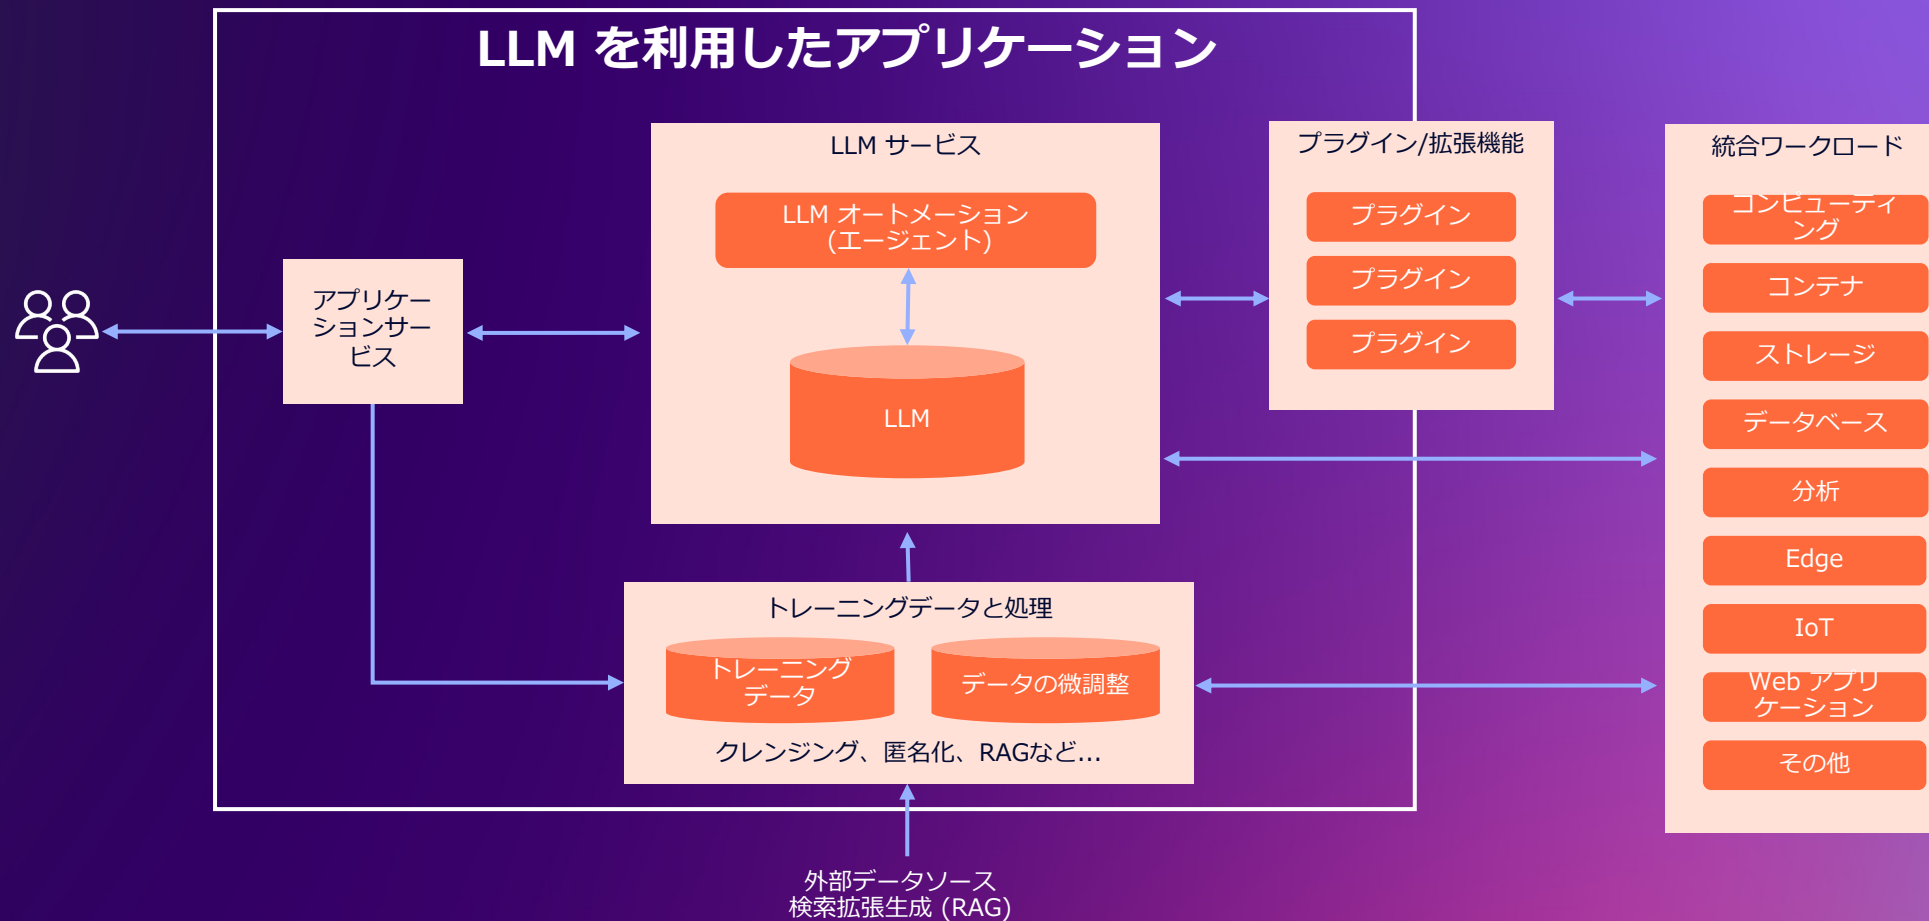 LLM を利用したアプリケーション
LLM サービス
LLM オートメーション
(エージェント)
LLM
アプリケー
ションサー
ビス
プラグイン/拡張機能
プラグイン
プラグイン
プラグイン
統合ワークロード
コンピューティ
ング
コンテナ
ストレージ
データベース
分析
Edge
IoT
Web アプリ
ケーション
その他
トレーニングデータと処理
トレーニング
データ
データの微調整
クレンジング、匿名化、RAGなど...
外部データソース
検索拡張生成 (RAG)